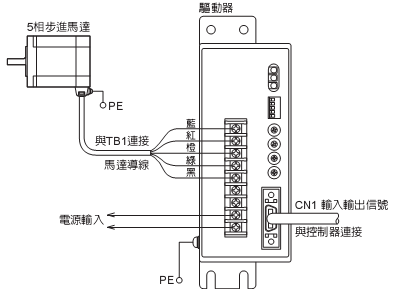 驅動器
5相步進馬達
PE
與TB1連接
馬達導線
藍
紅
橙
綠
黑
電源輸入
CN1 輸入輸出信號
與控制器連接
PE